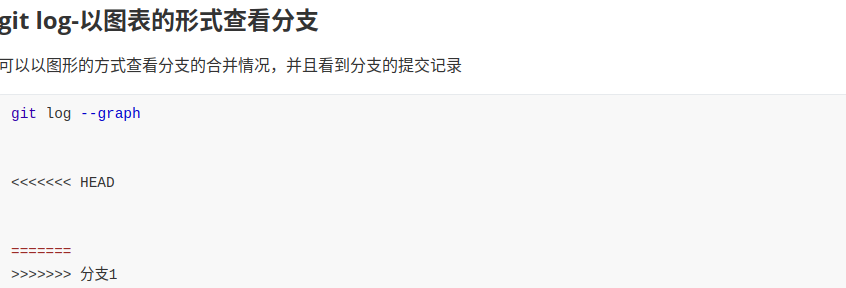 git log-以图表的形式查看分支
可以以图形的方式查看分支的合并情况，并且看到分支的提交记录
git log --graph
<<<<<<< HEAD
=======
>>>>>>> 分支1